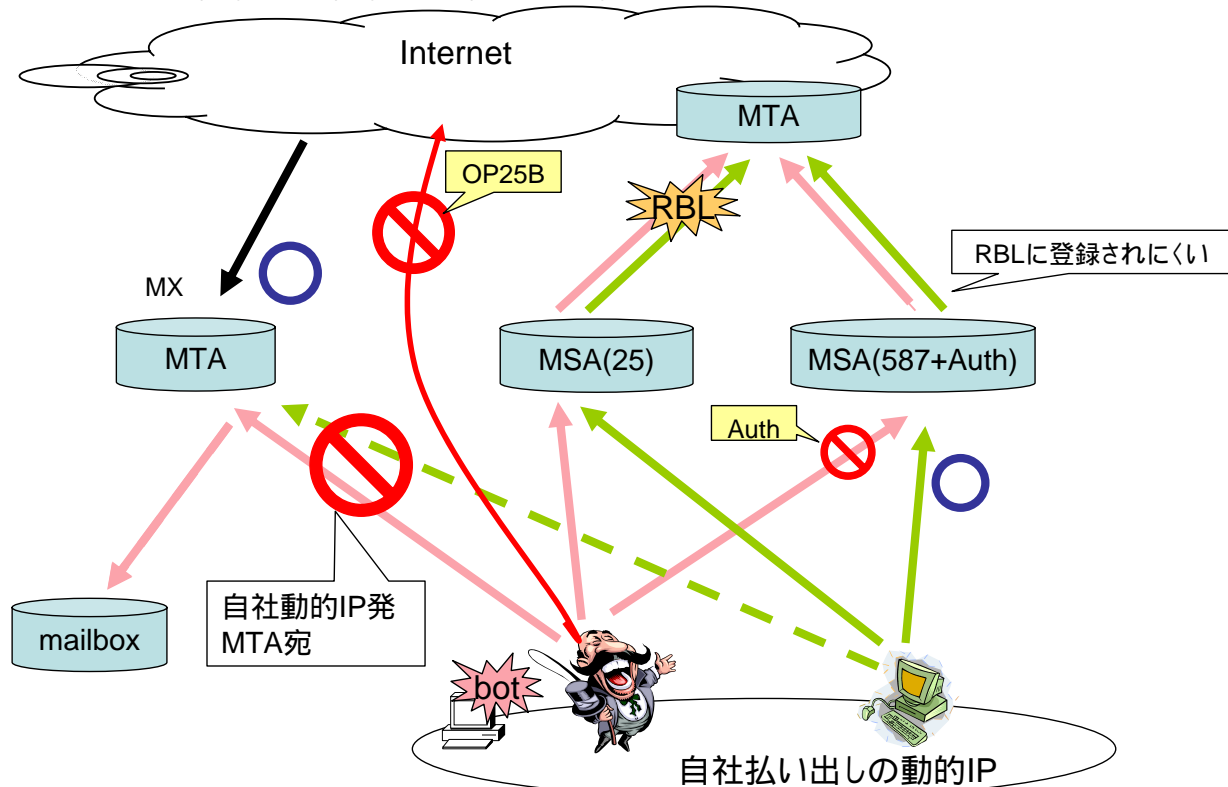 Internet
MTA
OP25B
RBL
RBLに登録されにくい
MX
MTA
MSA(25)
MSA(587+Auth)
Auth
自社動的IP発
MTA宛
mailbox
bot
自社払い出しの動的IP